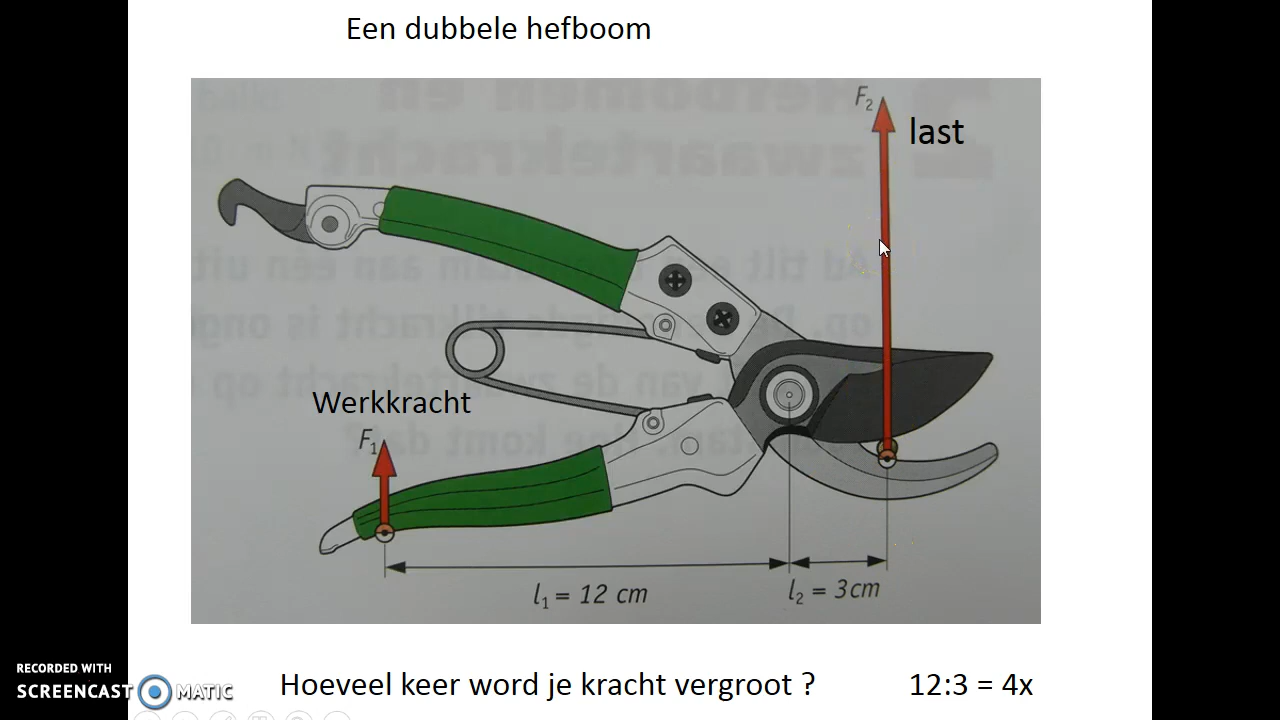 Een dubbele hefboom
F₂
last
Werkkracht
F₁
l₁ = 12 cm
l₂ = 3cm
Hoeveel keer word je kracht vergroot ? 12:3 = 4x
RECORDED WITH
SCREENCAST MATIC